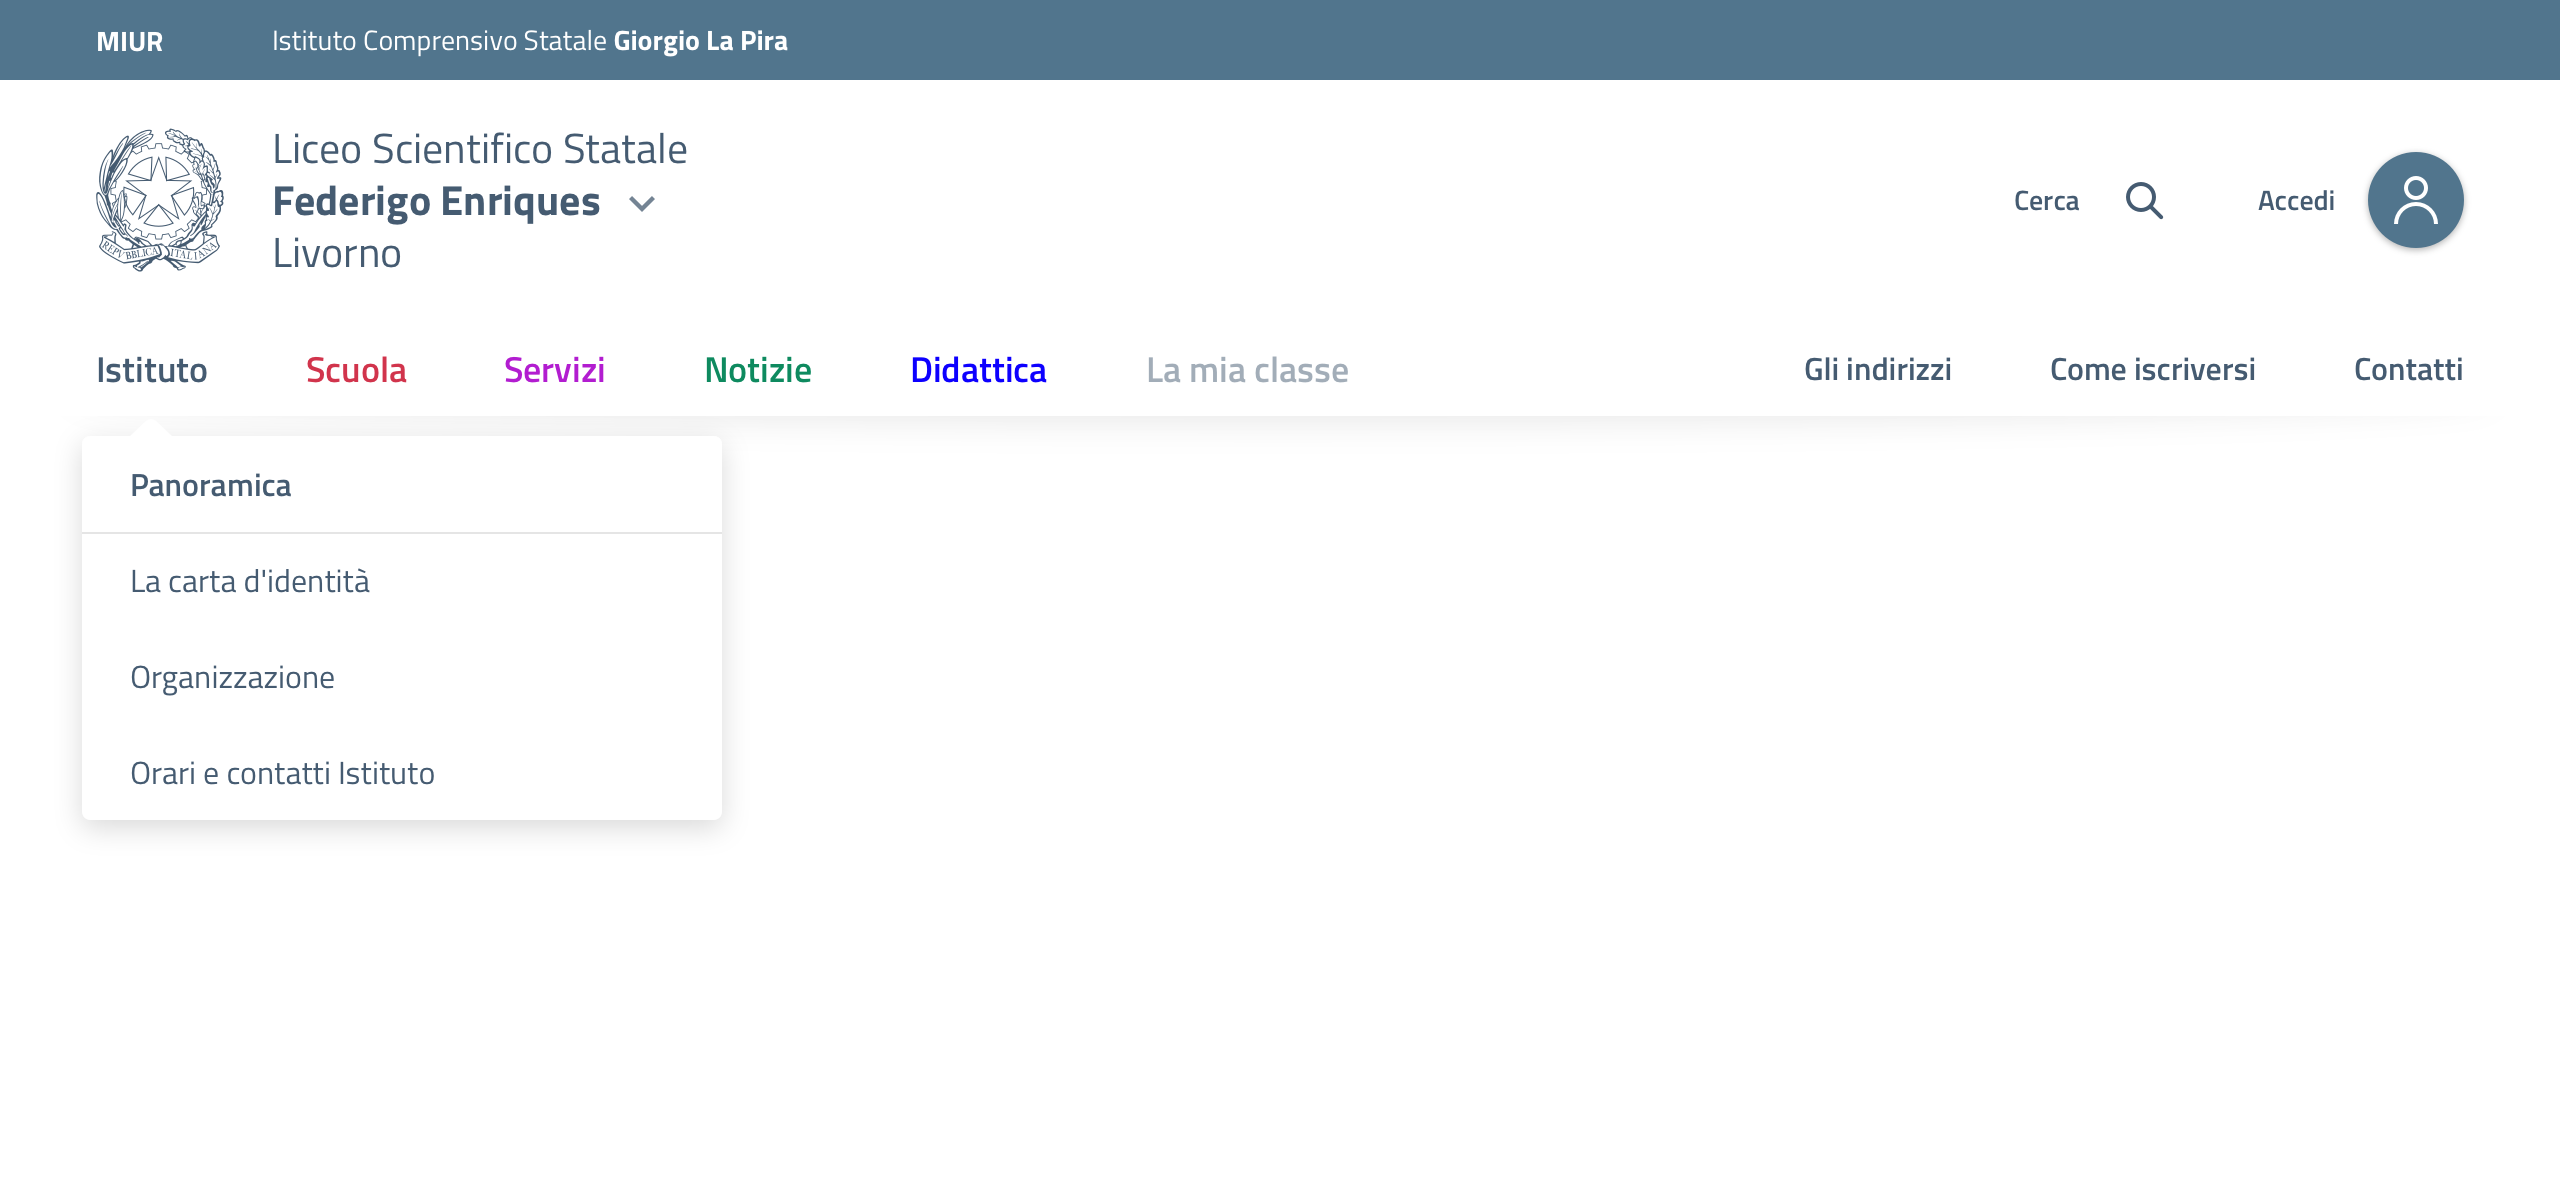 MIUR
Istituto Comprensivo Statale Giorgio La Pira
Liceo Scientifico Statale
Federigo Enriques
Livorno
REPVBBLICA ITALIANA
Cerca
Accedi
Istituto
Scuola
Servizi
Notizie
Didattica
La mia classe
Gli indirizzi
Come iscriversi
Contatti
Panoramica
La carta d'identità
Organizzazione
Orari e contatti Istituto